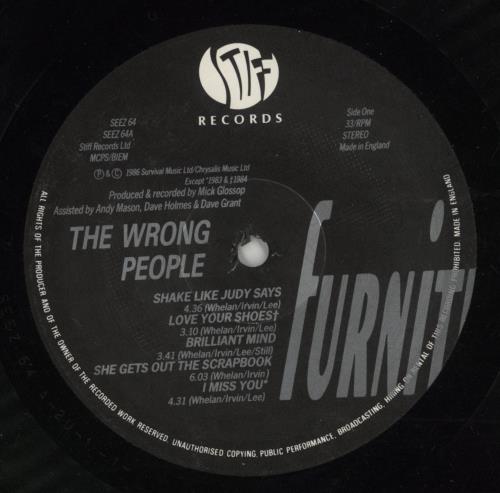 STIFF
RECORDS
SEEZ 64
SEEZ 64A
Stiff Records Ltd
MCPS/BIEM
Side One
33/RPM
STEREO
Made in England
Ⓟ & © 1986 Survival Music Ltd/Chrysalis Music Ltd
Except *1983 & †1984
Produced & recorded by Mick Glossop
Assisted by Andy Mason, Dave Holmes & Dave Grant
THE WRONG
PEOPLE
fURNiT
SHAKE LIKE JUDY SAYS
4.36 (Whelan/Irvin/Lee)
LOVE YOUR SHOES†
3.10 (Whelan/Irvin/Lee)
BRILLIANT MIND
3.41 (Whelan/Irvin/Lee/Still)
SHE GETS OUT THE SCRAPBOOK
6.03 (Whelan/Irvin)
I MISS YOU*
4.31 (Whelan/Irvin/Lee)
ALL RIGHTS OF THE PRODUCER AND OF THE OWNER OF THE RECORDED WORK RESERVED. UNAUTHORISED COPYING, PUBLIC PERFORMANCE, BROADCASTING, HIRING OR RENTAL OF THIS RECORDING PROHIBITED. MADE IN ENGLAND